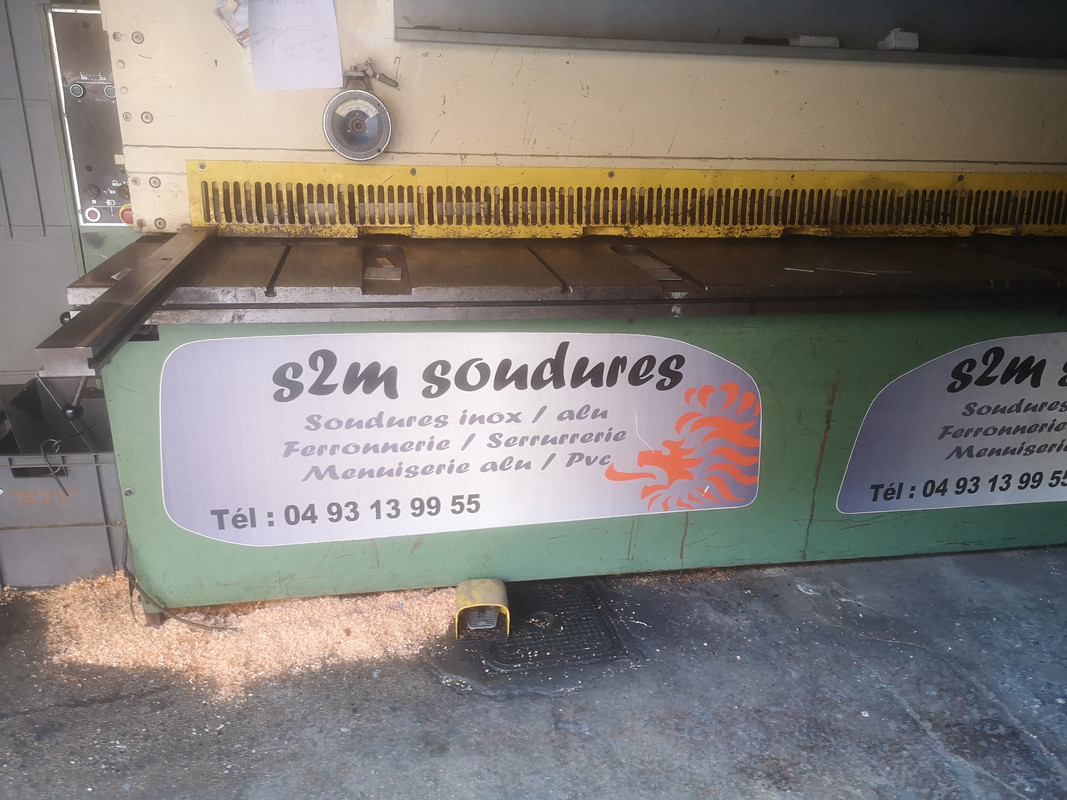 s2m soudures
Soudures inox / alu
Ferronnerie / Serrurrerie
Menuiserie alu / Pvc
Tél : 04 93 13 99 55
s2m
Soudures
Ferronnerie
Menuiserie
Tél : 04 93 13 99 55